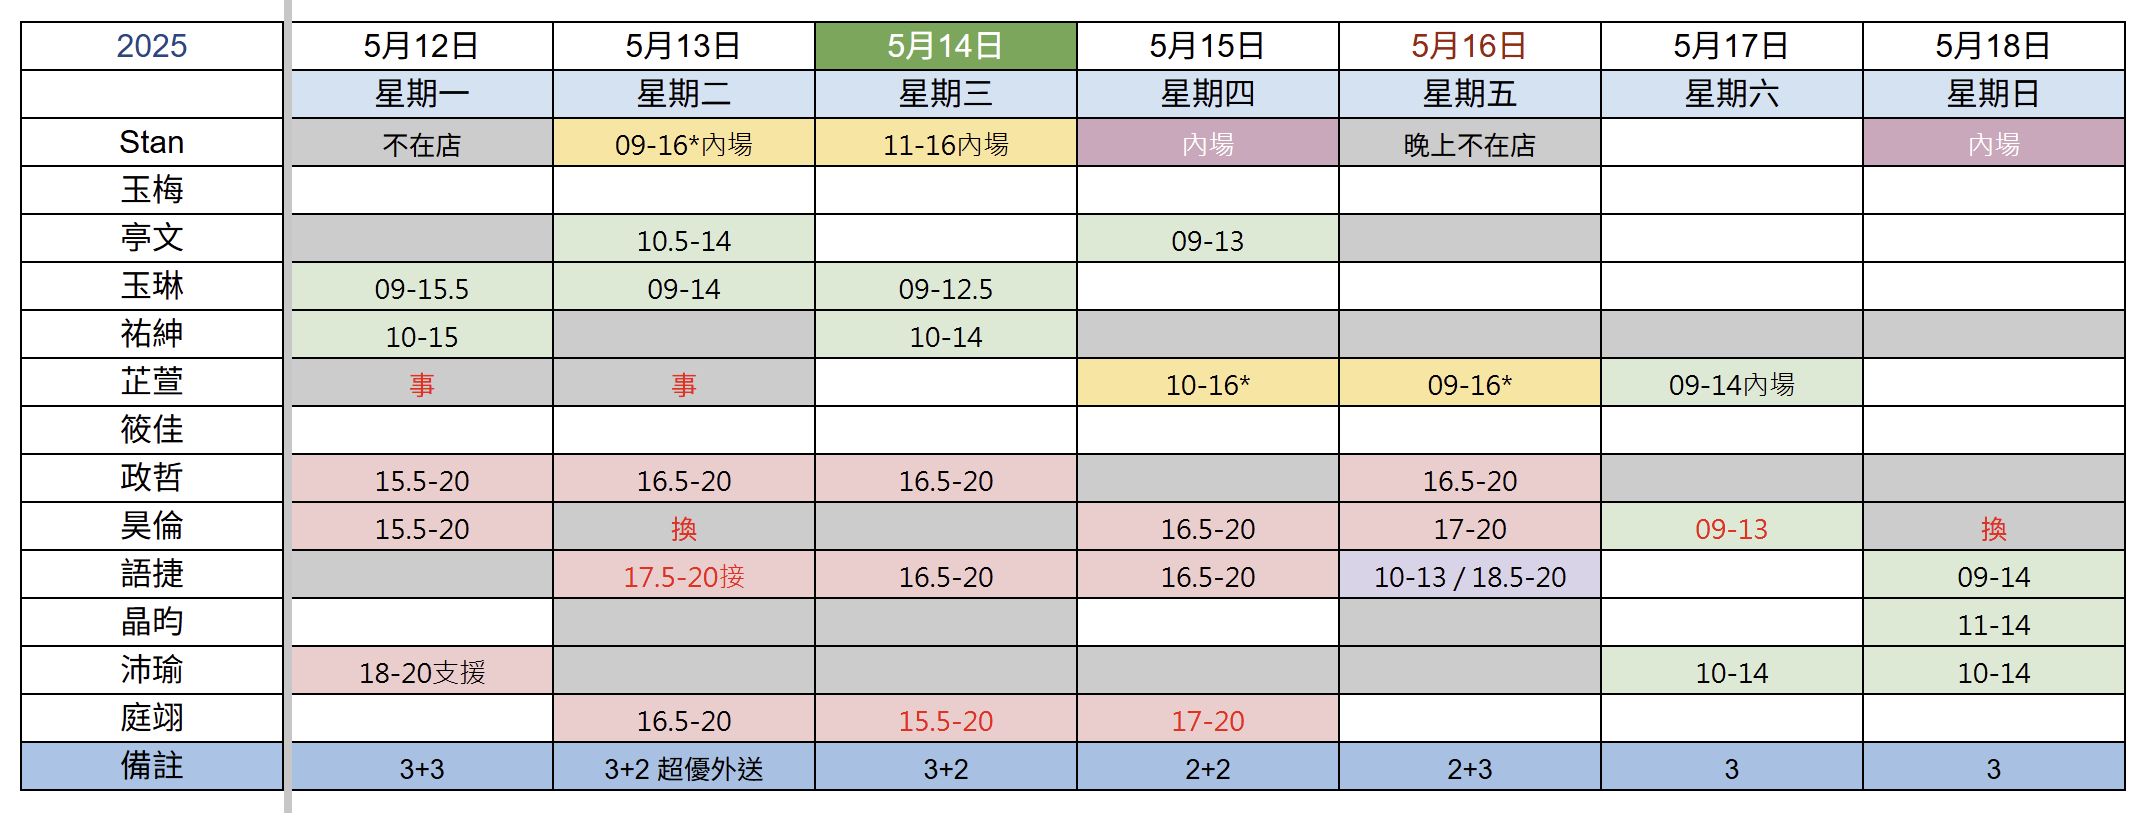 2025 5月12日 5月13日 5月14日 5月15日 5月16日 5月17日 5月18日
星期一 星期二 星期三 星期四 星期五 星期六 星期日
Stan 不在店 09-16*內場 11-16內場 內場 晚上不在店 內場
玉梅
亭文 10.5-14 09-13
玉琳 09-15.5 09-14 09-12.5
祐紳 10-15 10-14
芷萱 事 事 10-16* 09-16* 09-14內場
筱佳
政哲 15.5-20 16.5-20 16.5-20 16.5-20
昊倫 15.5-20 換 16.5-20 17-20 09-13 換
語捷 17.5-20接 16.5-20 16.5-20 10-13 / 18.5-20 09-14
晶昀 11-14
沛瑜 18-20支援 10-14 10-14
庭翊 16.5-20 15.5-20 17-20
備註 3+3 3+2 超優外送 3+2 2+2 2+3 3 3